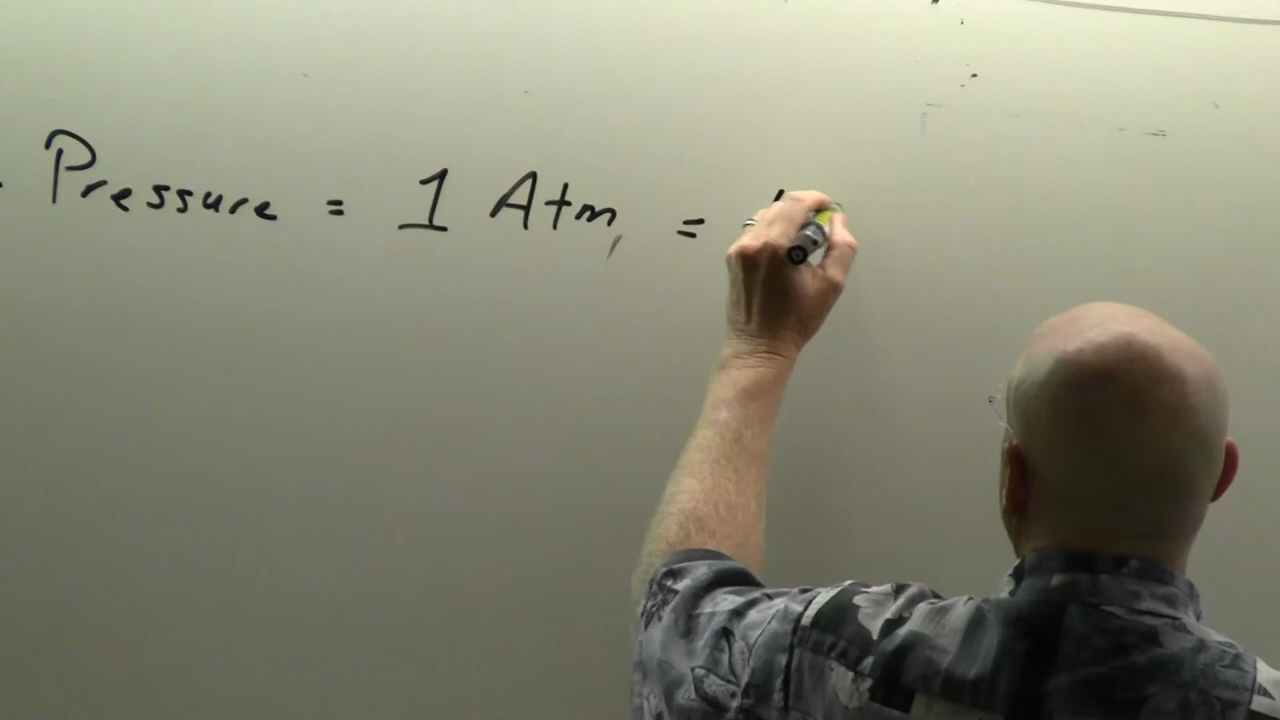 Pressure = 1 Atm, =